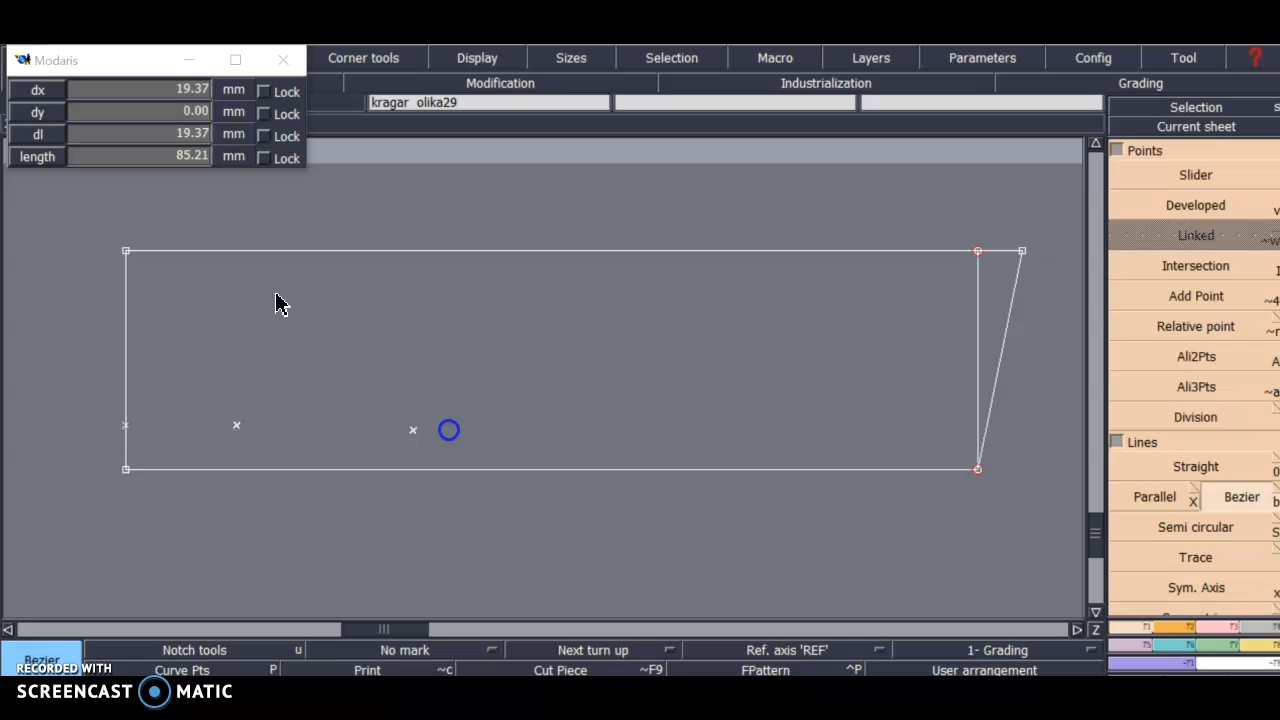 Modaris
Corner tools Display Sizes Selection Macro Layers Parameters Config Tool ?
Modification Industrialization Grading
dx 19.37 mm Lock
dy 0.00 mm Lock
dl 19.37 mm Lock
length 85.21 mm Lock
kragar olika29
Selection
Current sheet
Points
Slider
Developed
Linked
Intersection
Add Point ~4
Relative point
Ali2Pts A
Ali3Pts
Division
Lines
Straight 0
Parallel X Bezier b
Semi circular
Trace
Sym. Axis x
Z
Bezier Notch tools u No mark Next turn up Ref. axis 'REF' 1- Grading
Curve Pts P Print ~c Cut Piece ~F9 FPattern ^P User arrangement
RECORDED WITH
SCREENCAST MATIC